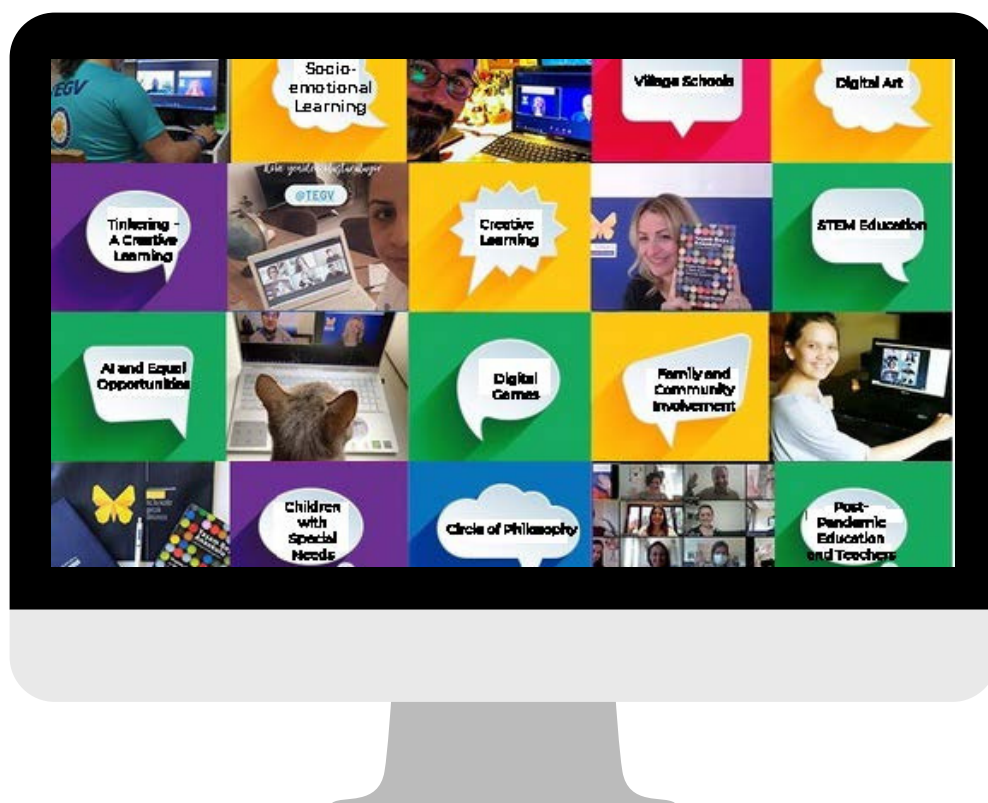 TEGV
Socio-
emotional
Learning
Village Schools
Digital Art
Tinkering -
A Creative
Learning
@TEGV
Creative
Learning
STEM Education
AI and Equal
Opportunities
Digital
Games
Family and
Community
Involvement
Children
with
Special
Needs
Circle of Philosophy
Post-
Pandemic
Education
and Teachers